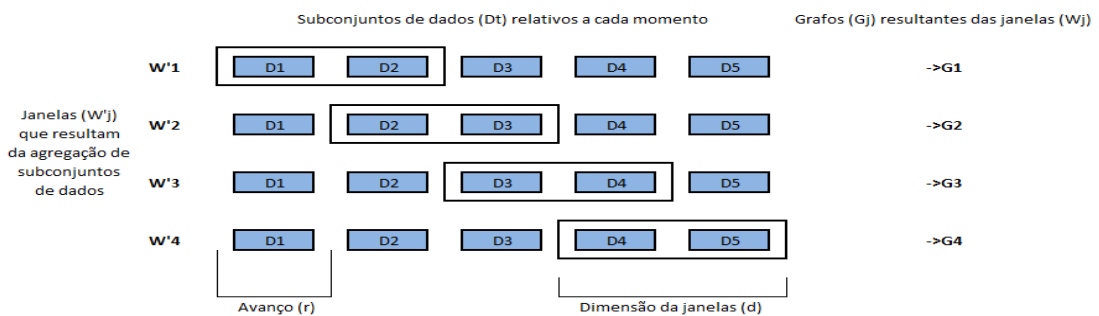 Subconjuntos de dados (Dt) relativos a cada momento
Grafos (Gj) resultantes das janelas (Wj)
W'1 D1 D2 D3 D4 D5 ->G1
Janelas (W'j)
que resultam
da agregação de
subconjuntos
de dados
W'2 D1 D2 D3 D4 D5 ->G2
W'3 D1 D2 D3 D4 D5 ->G3
W'4 D1 D2 D3 D4 D5 ->G4
Avanço (r)
Dimensão da janelas (d)